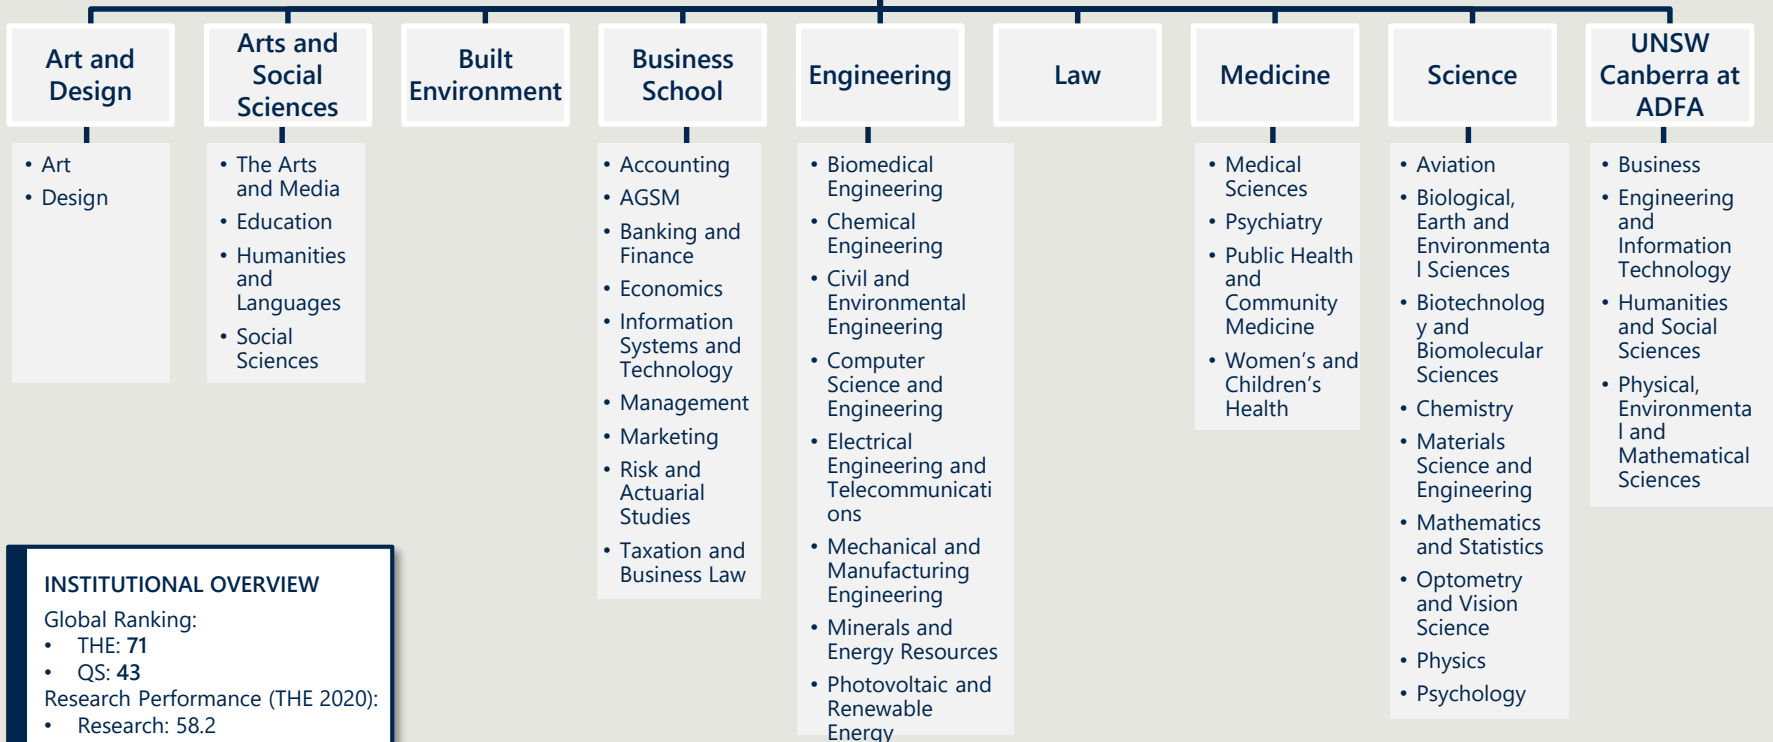 Art and
Design
Arts and
Social
Sciences
Built
Environment
Business
School
Engineering
Law
Medicine
Science
UNSW
Canberra at
ADFA
• Art
• Design
• The Arts
and Media
• Education
• Humanities
and
Languages
• Social
Sciences
• Accounting
• AGSM
• Banking and
Finance
• Economics
• Information
Systems and
Technology
• Management
• Marketing
• Risk and
Actuarial
Studies
• Taxation and
Business Law
• Biomedical
Engineering
• Chemical
Engineering
• Civil and
Environmental
Engineering
• Computer
Science and
Engineering
• Electrical
Engineering and
Telecommunicati
ons
• Mechanical and
Manufacturing
Engineering
• Minerals and
Energy Resources
• Photovoltaic and
Renewable
Energy
• Medical
Sciences
• Psychiatry
• Public Health
and
Community
Medicine
• Women’s and
Children’s
Health
• Aviation
• Biological,
Earth and
Environmenta
l Sciences
• Biotechnolog
y and
Biomolecular
Sciences
• Chemistry
• Materials
Science and
Engineering
• Mathematics
and Statistics
• Optometry
and Vision
Science
• Physics
• Psychology
• Business
• Engineering
and
Information
Technology
• Humanities
and Social
Sciences
• Physical,
Environmenta
l and
Mathematical
Sciences
INSTITUTIONAL OVERVIEW
Global Ranking:
• THE: 71
• QS: 43
Research Performance (THE 2020):
• Research: 58.2